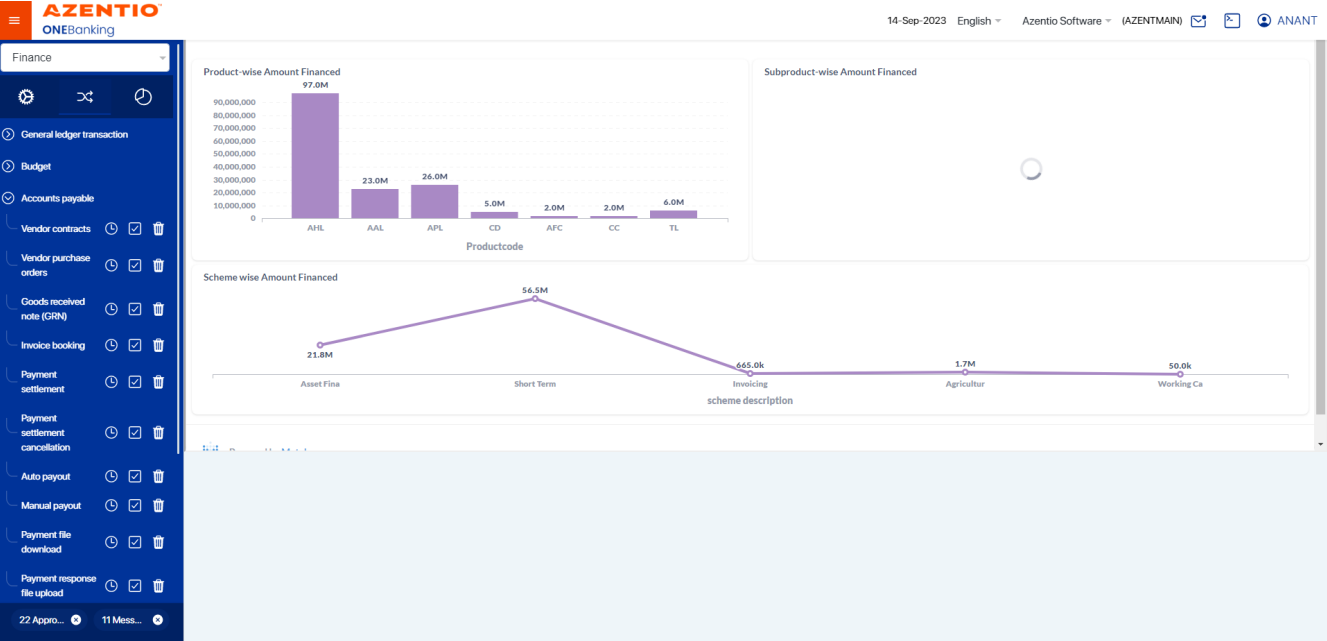 AZENTIO
ONEBanking
14-Sep-2023 English Azentio Software (AZENTMAIN) ANANT
Finance
General ledger transaction
Budget
Accounts payable
Vendor contracts
Vendor purchase
orders
Goods received
note (GRN)
Invoice booking
Payment
settlement
Payment
settlement
cancellation
Auto payout
Manual payout
Payment file
download
Payment response
file upload
22 Appro...
11 Mess...
Product-wise Amount Financed
97.0M
90,000,000
80,000,000
70,000,000
60,000,000
50,000,000
40,000,000
30,000,000
20,000,000
10,000,000
0
23.0M
26.0M
5.0M
2.0M
2.0M
6.0M
AHL AAL APL CD AFC CC TL
Productcode
Subproduct-wise Amount Financed
Scheme wise Amount Financed
56.5M
21.8M
665.0k
1.7M
50.0k
Asset Fina Short Term Invoicing Agricultur Working Ca
scheme description